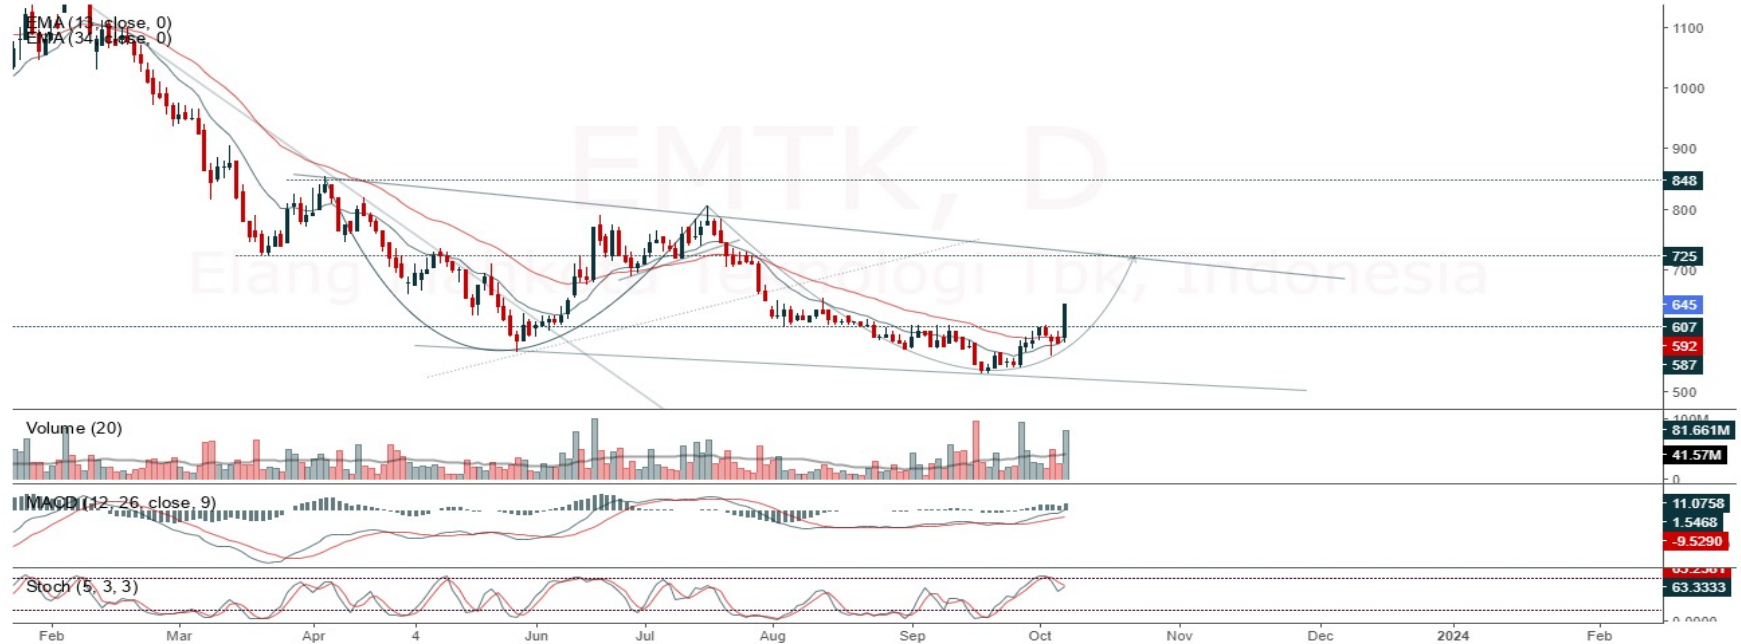 EMA (13, close, 0)
EMA (34, close, 0)
EMTK, D
Elang Mahkota Teknologi Tbk, Indonesia
1100
1000
900
848
800
725
700
645
607
592
587
500
Volume (20)
100M
81.661M
41.57M
0
MACD (12, 26, close, 9)
11.0758
1.5468
-9.5290
Stoch (5, 3, 3)
63.3333
0.0000
Feb Mar Apr 4 Jun Jul Aug Sep Oct Nov Dec 2024 Feb